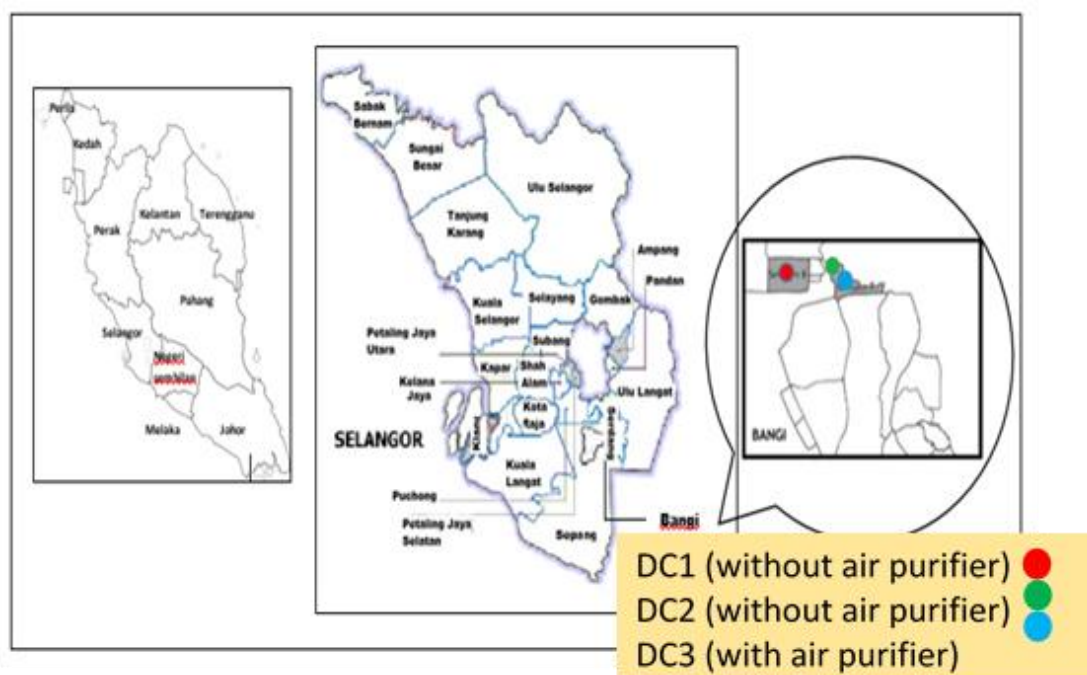 Perlis
Kedah
Perak
Kelantan
Terengganu
Pahang
Selangor
Negeri
sembilan
Melaka
Johor
Sabak
Bernam
Sungai
Besar
Ulu Selangor
Tanjung
Karang
Ampang
Pandan
Kuala
Selangor
Selayang
Gombak
Petaling Jaya
Utara
Subang
Kapar
Shah
Alam
Kelana
Jaya
Ulu Langat
Kota
Raja
Serdang
SELANGOR
Klang
Kuala
Langat
Puchong
Petaling Jaya
Selatan
Sepang
Bangi
BANGI
DC1 (without air purifier)
DC2 (without air purifier)
DC3 (with air purifier)